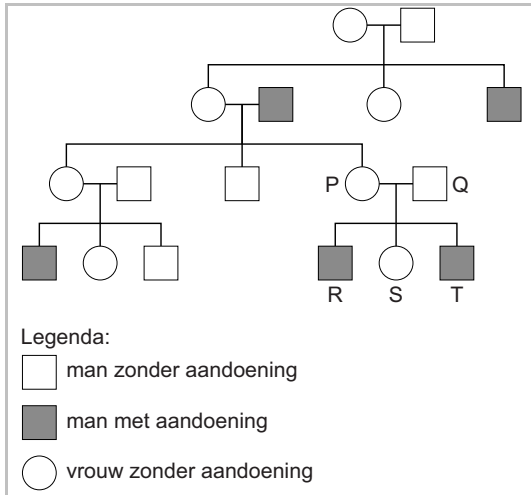 P
Q
R S T
Legenda:
man zonder aandoening
man met aandoening
vrouw zonder aandoening